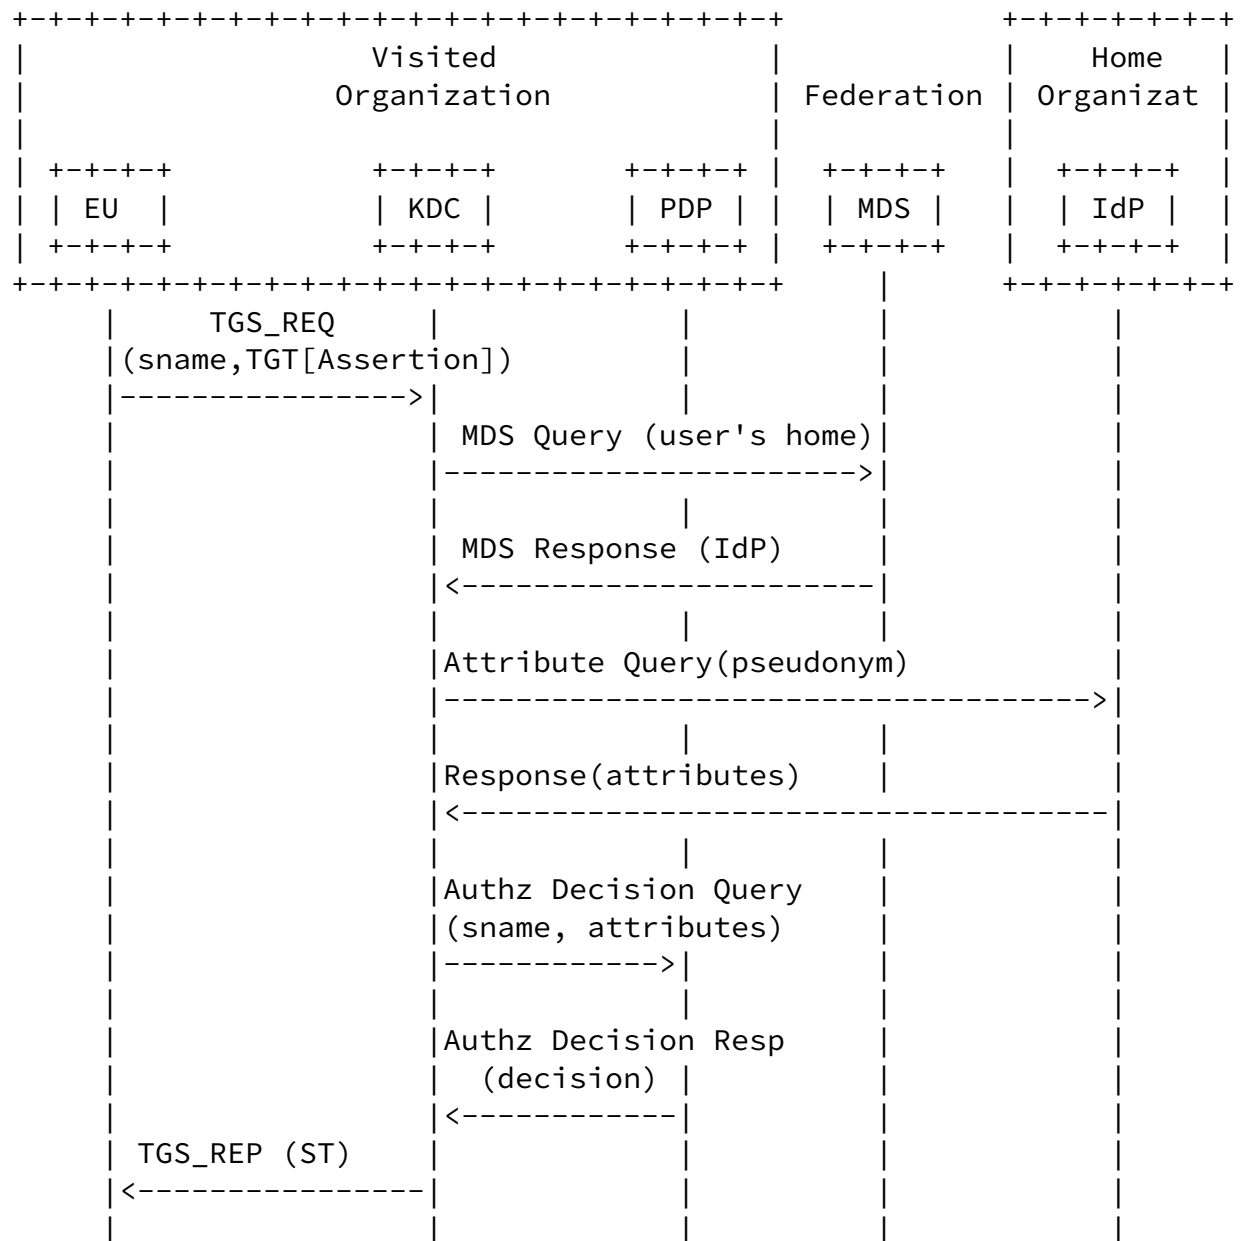 Visited Home
Organization Federation Organizat
EU KDC PDP MDS IdP
TGS_REQ
(sname,TGT[Assertion])
MDS Query (user's home)
MDS Response (IdP)
Attribute Query(pseudonym)
Response(attributes)
Authz Decision Query
(sname, attributes)
Authz Decision Resp
(decision)
TGS_REP (ST)